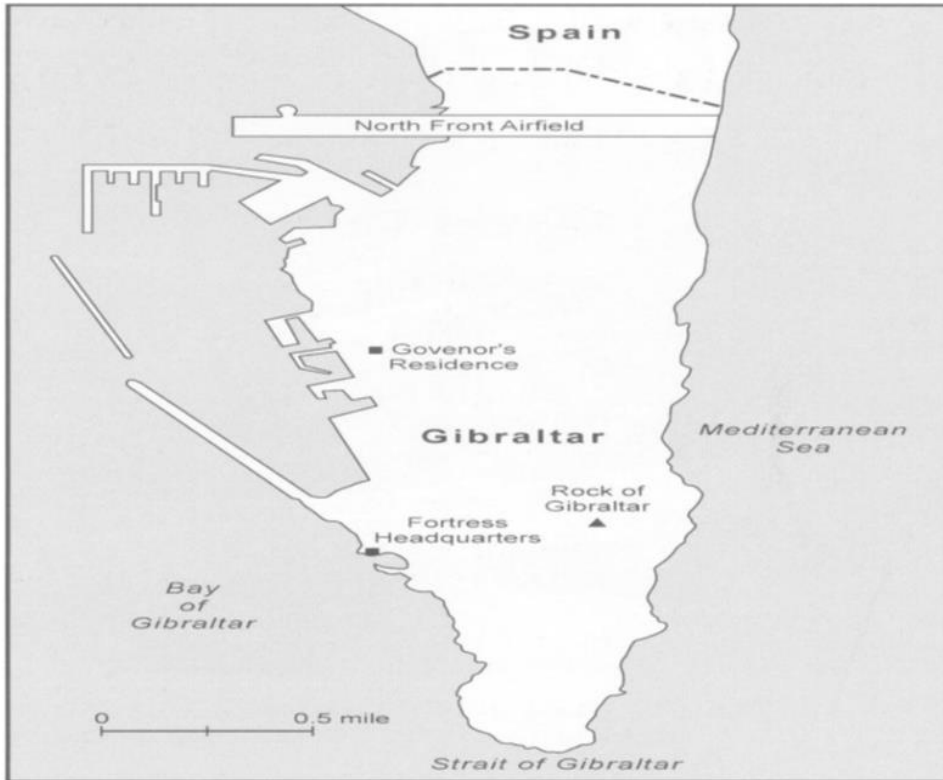 Spain
North Front Airfield
Govenor's
Residence
Gibraltar
Mediterranean
Sea
Rock of
Gibraltar
Fortress
Headquarters
Bay
of
Gibraltar
0 0.5 mile
Strait of Gibraltar